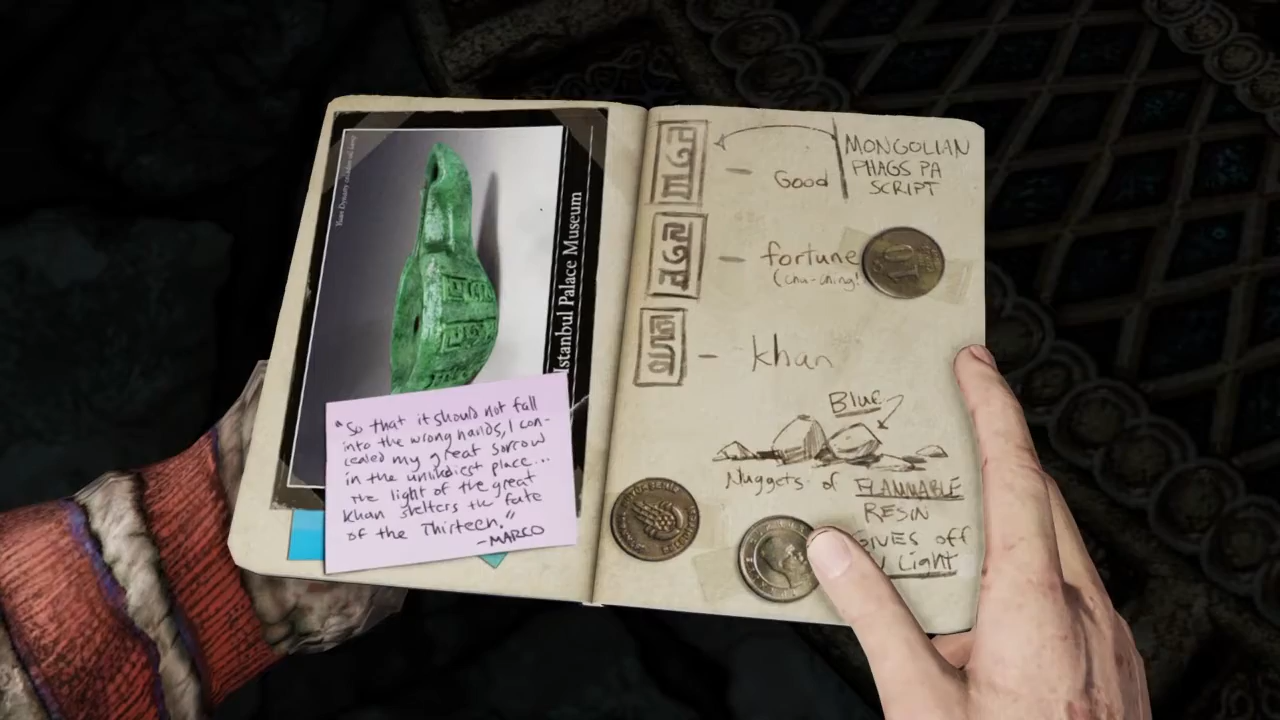 Istanbul Palace Museum
"So that it should not fall
into the wrong hands, I con-
cealed my great sorrow
in the unlikeliest place...
the light of the great
khan shelters the fate
of the Thirteen."
-MARCO
MONGOLIAN
PHAGS PA
SCRIPT
Good
fortune
(cha-ching!
khan
Blue
Nuggets of FLAMMABLE
RESIN
GIVES off
Light
10